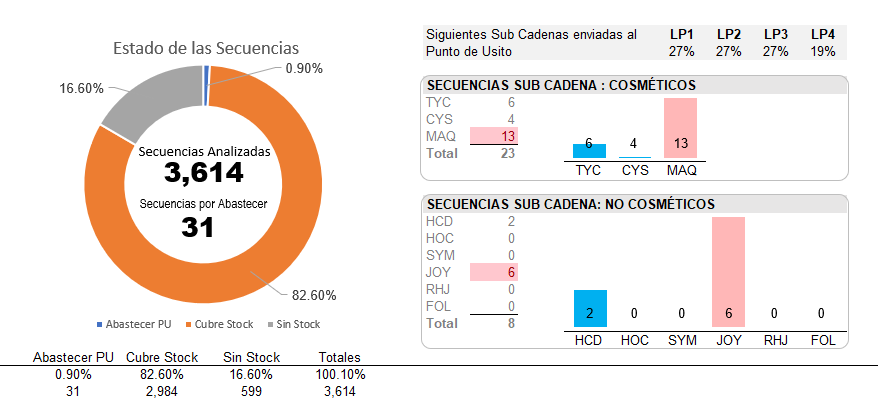 Estado de las Secuencias
0.90%
16.60%
Secuencias Analizadas
3,614
Secuencias por Abastecer
31
82.60%
Abastecer PU Cubre Stock Sin Stock
Abastecer PU Cubre Stock Sin Stock Totales
0.90% 82.60% 16.60% 100.10%
31 2,984 599 3,614
Siguientes Sub Cadenas enviadas al LP1 LP2 LP3 LP4
Punto de Usito 27% 27% 27% 19%
SECUENCIAS SUB CADENA : COSMÉTICOS
TYC 6
CYS 4
MAQ 13
Total 23
6 4 13
TYC CYS MAQ
SECUENCIAS SUB CADENA: NO COSMÉTICOS
HCD 2
HOC 0
SYM 0
JOY 6
RHJ 0
FOL 0
Total 8
2 0 0 6 0 0
HCD HOC SYM JOY RHJ FOL